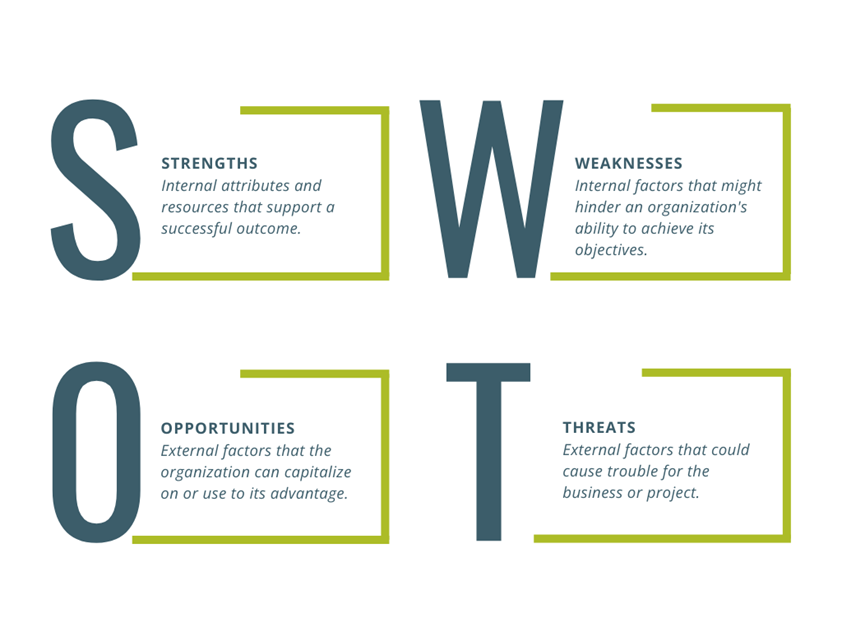 S
STRENGTHS
Internal attributes and
resources that support a
successful outcome.
W
WEAKNESSES
Internal factors that might
hinder an organization's
ability to achieve its
objectives.
O
OPPORTUNITIES
External factors that the
organization can capitalize
on or use to its advantage.
T
THREATS
External factors that could
cause trouble for the
business or project.